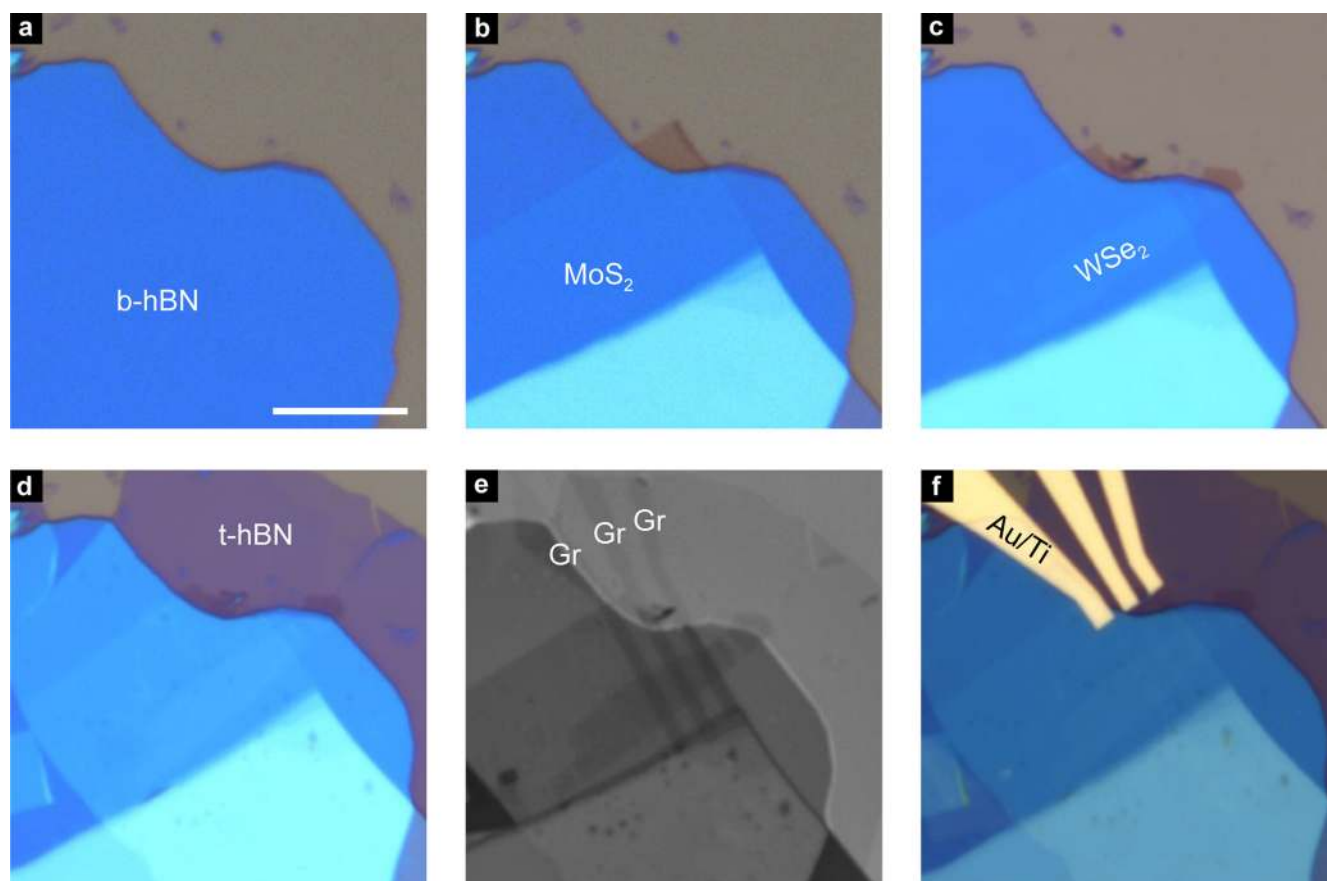 a
b
c
b-hBN
MoS₂
WSe₂
d
e
f
t-hBN
Gr Gr Gr
Au/Ti